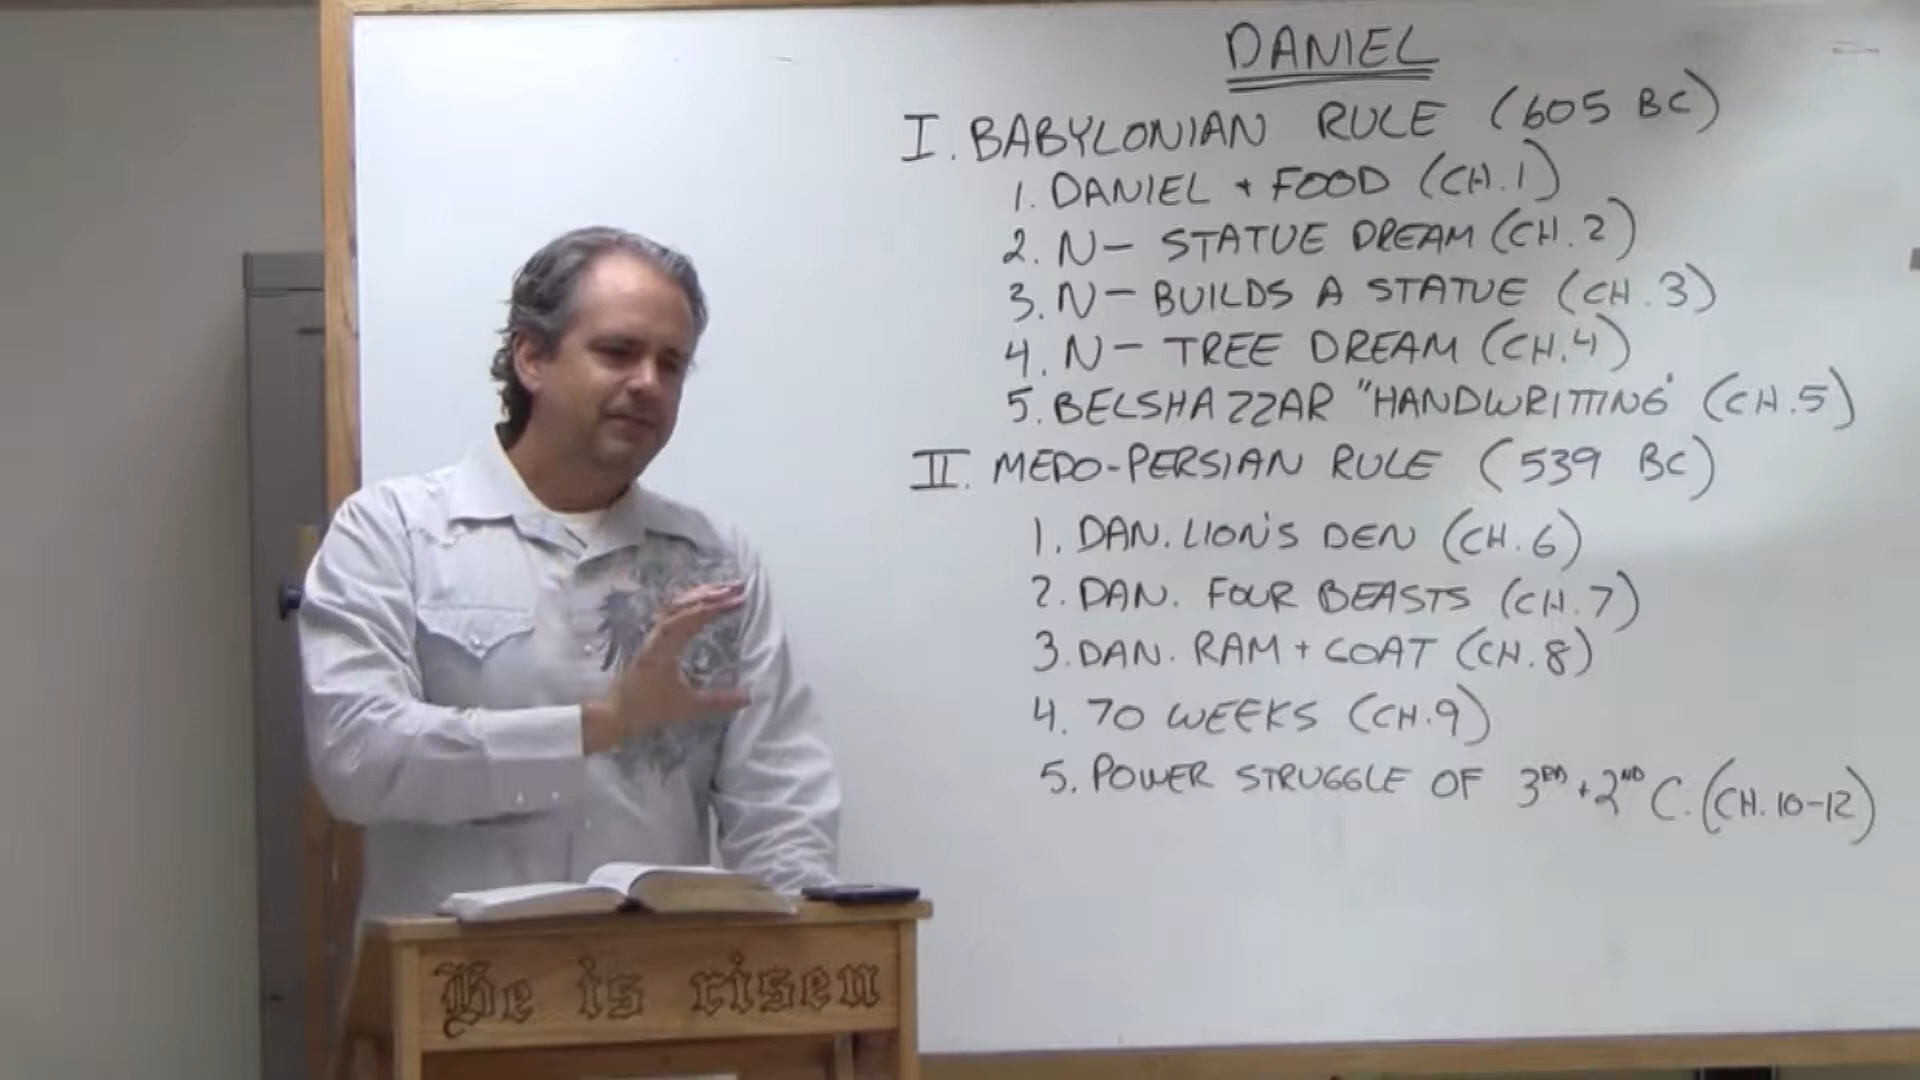 DANIEL
I. BABYLONIAN RULE (605 BC)
1. DANIEL + FOOD (CH.1)
2. N- STATUE DREAM (CH.2)
3. N- BUILDS A STATUE (CH.3)
4. N- TREE DREAM (CH.4)
5. BELSHAZZAR "HANDWRITTING" (CH.5)
II. MEDO-PERSIAN RULE (539 BC)
1. DAN. LION'S DEN (CH.6)
2. DAN. FOUR BEASTS (CH.7)
3. DAN. RAM + GOAT (CH.8)
4. 70 WEEKS (CH.9)
5. POWER STRUGGLE OF 3RD + 2ND C. (CH.10-12)
He is risen